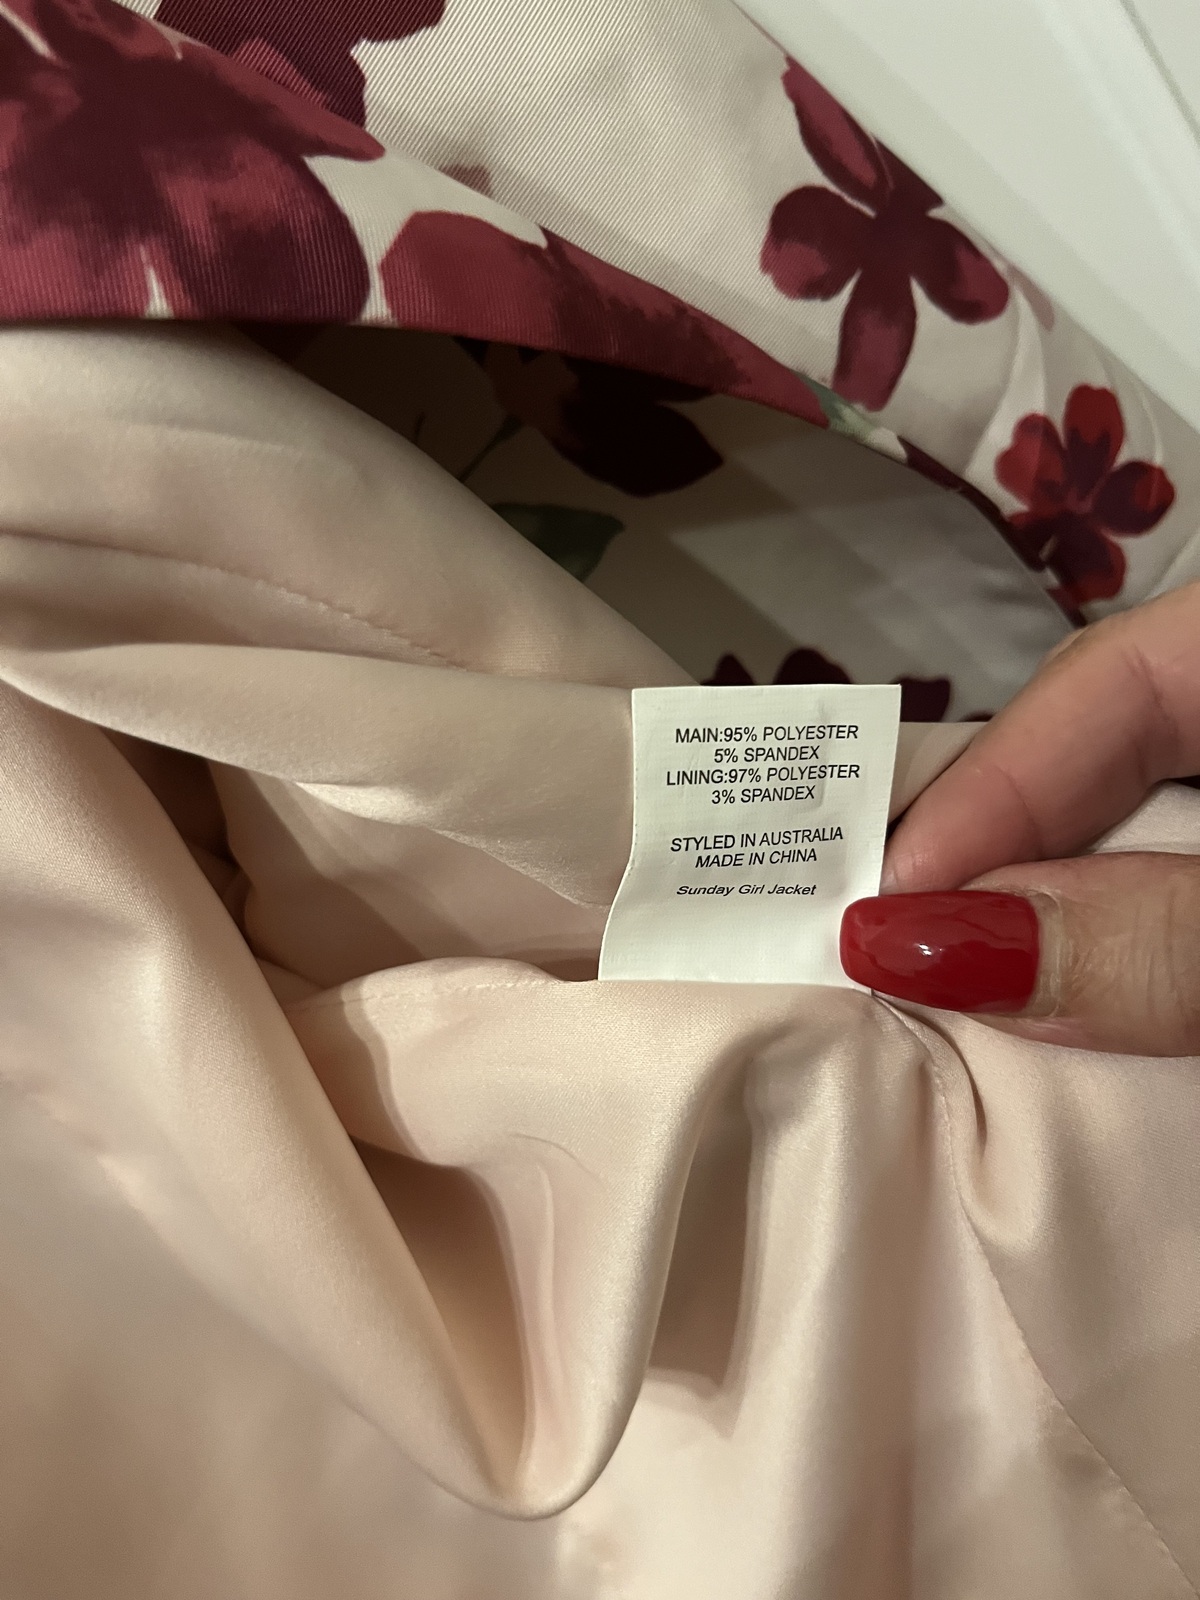 MAIN:95% POLYESTER
5% SPANDEX
LINING:97% POLYESTER
3% SPANDEX
STYLED IN AUSTRALIA
MADE IN CHINA
Sunday Girl Jacket